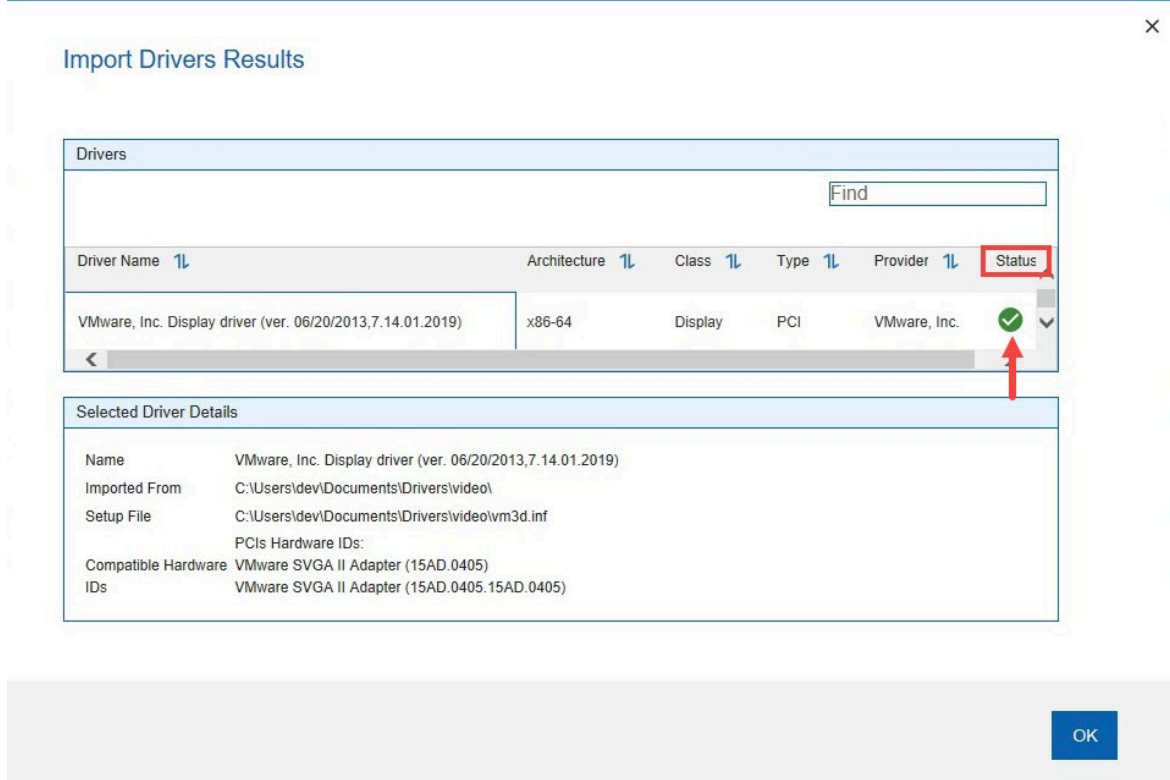 Import Drivers Results
Drivers
Find
Driver Name Architecture Class Type Provider Status
VMware, Inc. Display driver (ver. 06/20/2013,7.14.01.2019) x86-64 Display PCI VMware, Inc.
Selected Driver Details
Name VMware, Inc. Display driver (ver. 06/20/2013,7.14.01.2019)
Imported From C:\Users\dev\Documents\Drivers\video\
Setup File C:\Users\dev\Documents\Drivers\video\vm3d.inf
PCIs Hardware IDs:
Compatible Hardware VMware SVGA II Adapter (15AD.0405)
IDs VMware SVGA II Adapter (15AD.0405.15AD.0405)
OK